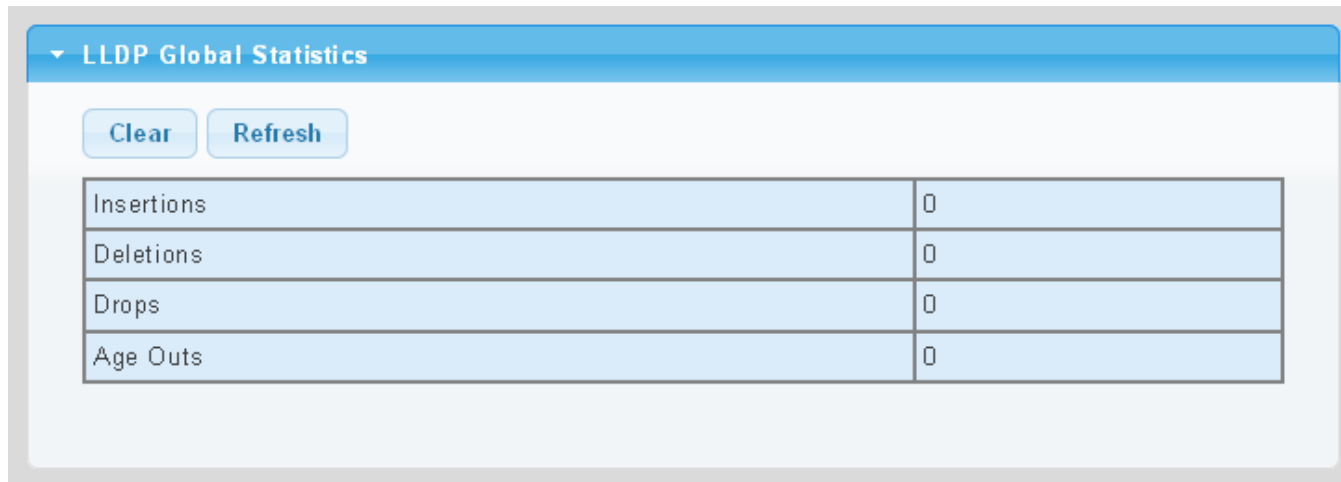 LLDP Global Statistics
Clear Refresh
Insertions 0
Deletions 0
Drops 0
Age Outs 0